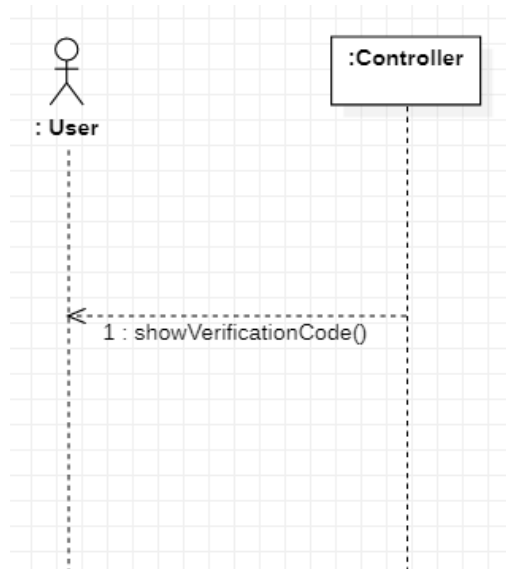 :Controller
: User
1 : showVerificationCode()